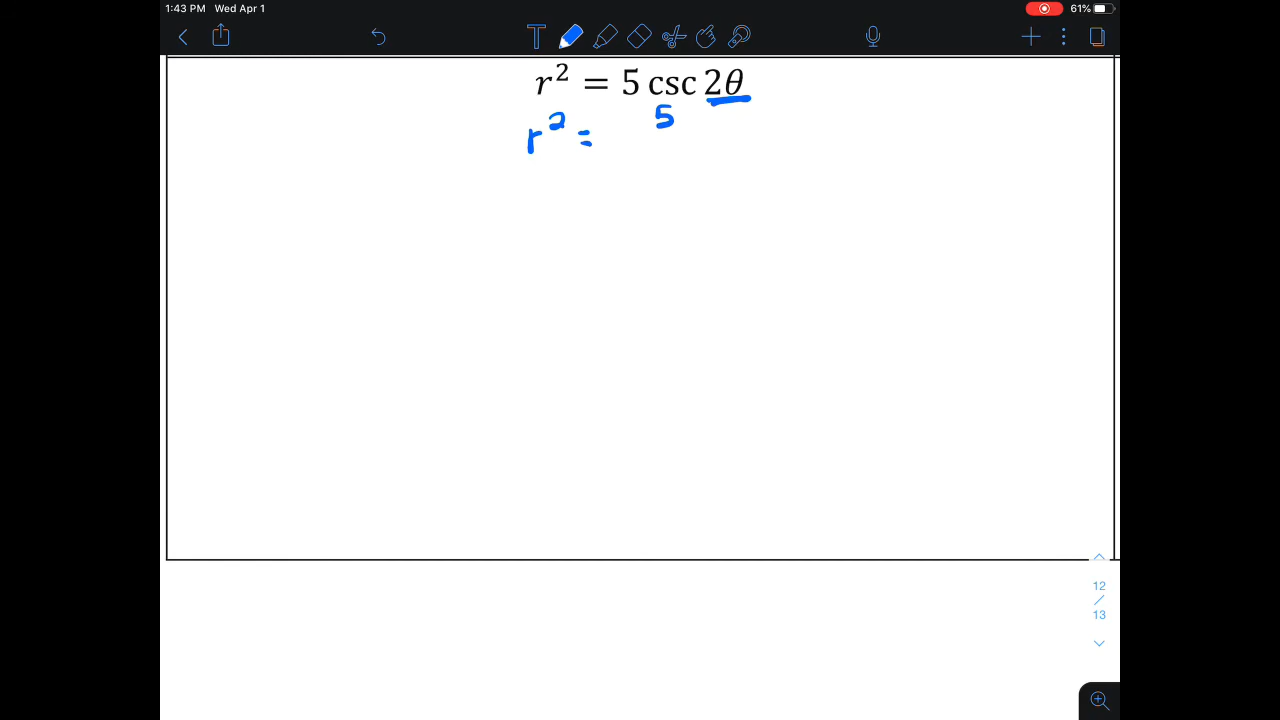 1:43 PM Wed Apr 1 61%
T
r² = 5 csc 2θ
r² = 5
12
/
13